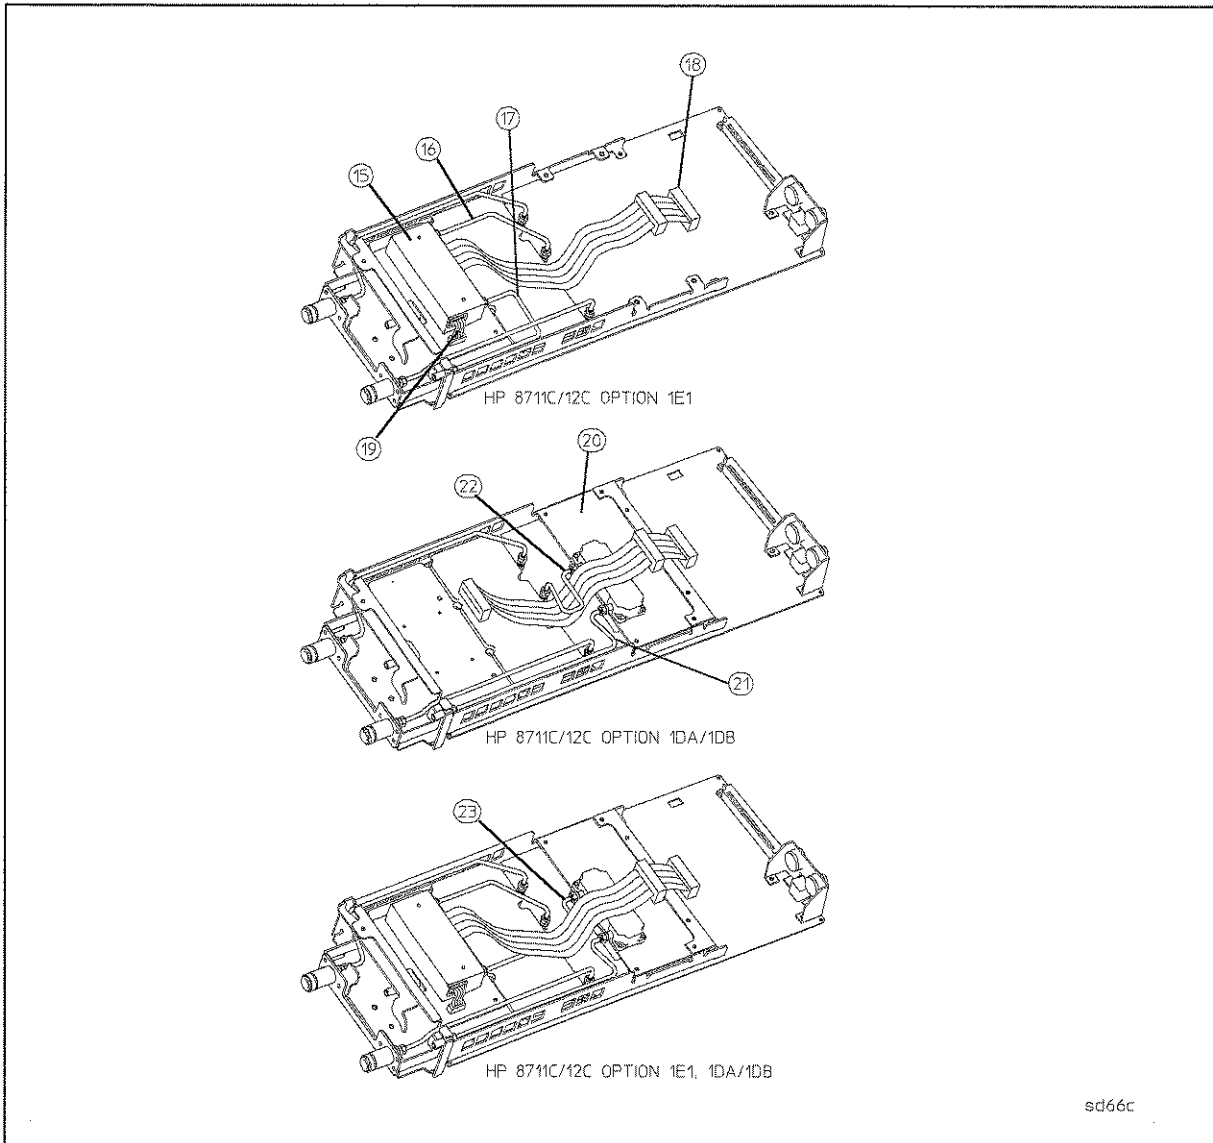 18
17
16
15
HP 8711C/12C OPTION 1E1
19
20
22
21
HP 8711C/12C OPTION 1DA/1DB
23
HP 8711C/12C OPTION 1E1, 1DA/1DB
sd66c